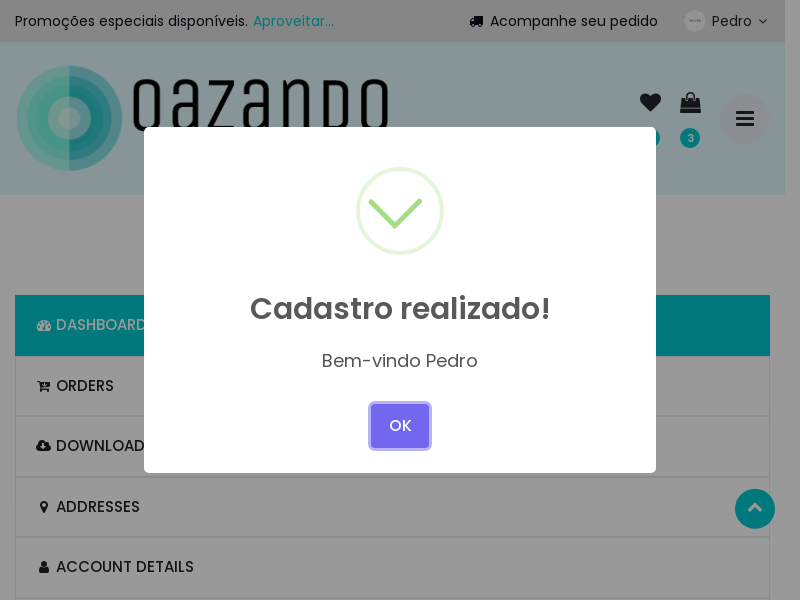 Promoções especiais disponíveis. Aproveitar...
Acompanhe seu pedido
Pedro
qazando
3
Cadastro realizado!
Bem-vindo Pedro
OK
DASHBOARD
ORDERS
DOWNLOAD
ADDRESSES
ACCOUNT DETAILS